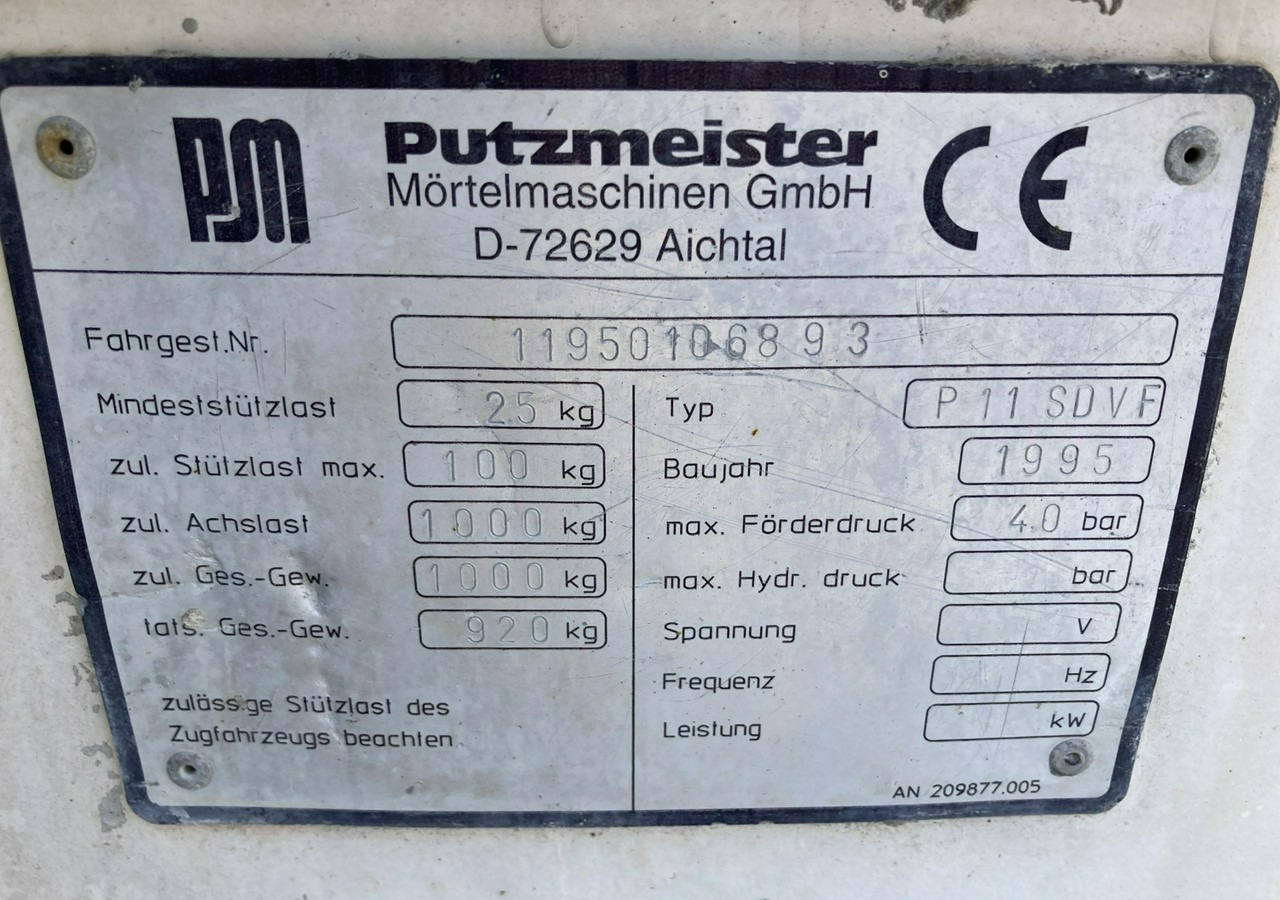 PM
Putzmeister
Mörtelmaschinen GmbH
D-72629 Aichtal
CE
Fahrgest.Nr. 11950106893
Mindeststützlast 25 kg
zul. Stützlast max. 100 kg
zul. Achslast 1000 kg
zul. Ges.-Gew. 1000 kg
tats. Ges.-Gew. 920 kg
zulässige Stützlast des
Zugfahrzeugs beachten
Typ P 11 SDVF
Baujahr 1995
max. Förderdruck 40 bar
max. Hydr. druck bar
Spannung V
Frequenz Hz
Leistung kW
AN 209877.005